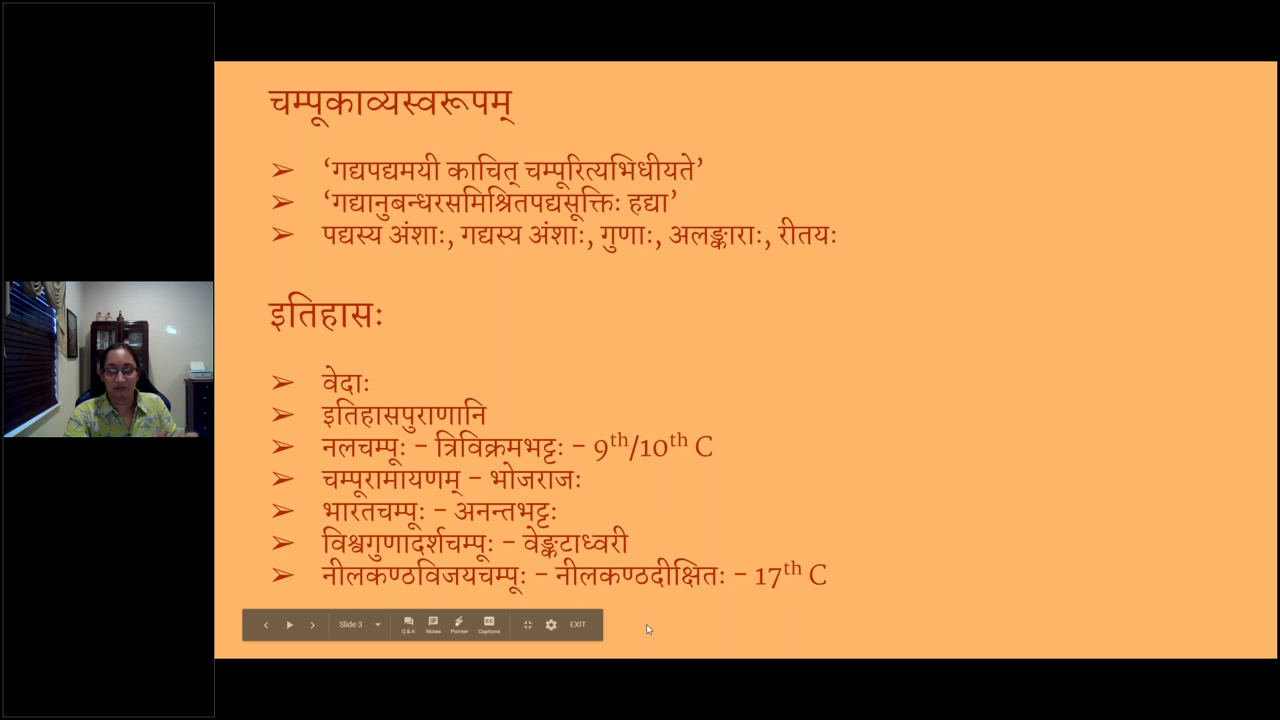 चम्पूकाव्यस्वरूपम्
➢ ‘गद्यपद्यमयी काचित् चम्पूरित्यभिधीयते’
➢ ‘गद्यानुबन्धरसमिश्रितपद्यसूक्तिः हद्या’
➢ पद्यस्य अंशाः, गद्यस्य अंशाः, गुणाः, अलङ्काराः, रीतयः
इतिहासः
➢ वेदाः
➢ इतिहासपुराणानि
➢ नलचम्पूः – त्रिविक्रमभट्टः – 9th/10th C
➢ चम्पूरामायणम् – भोजराजः
➢ भारतचम्पूः – अनन्तभट्टः
➢ विश्वगुणादर्शचम्पूः – वेङ्कटाध्वरी
➢ नीलकण्ठविजयचम्पूः – नीलकण्ठदीक्षितः – 17th C
Slide 3 Q & A Notes Pointer Captions EXIT